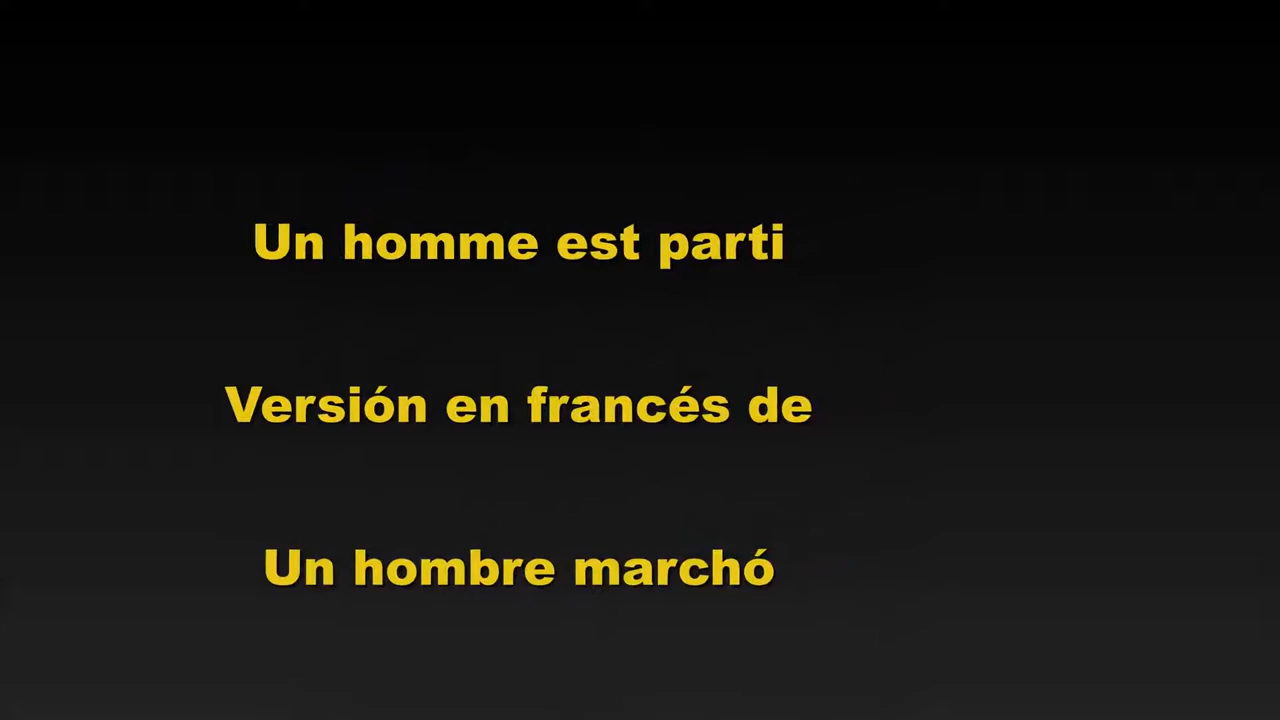 Un homme est parti
Versión en francés de
Un hombre marchó